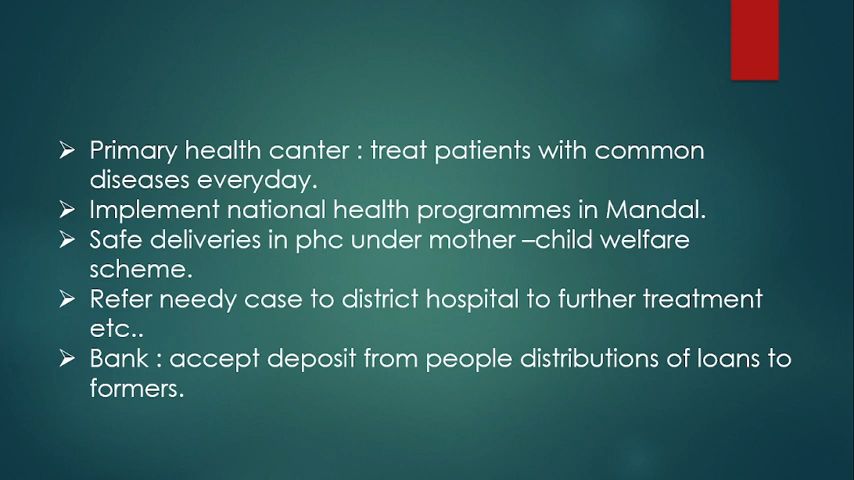 Primary health canter : treat patients with common
diseases everyday.
Implement national health programmes in Mandal.
Safe deliveries in phc under mother –child welfare
scheme.
Refer needy case to district hospital to further treatment
etc..
Bank : accept deposit from people distributions of loans to
formers.